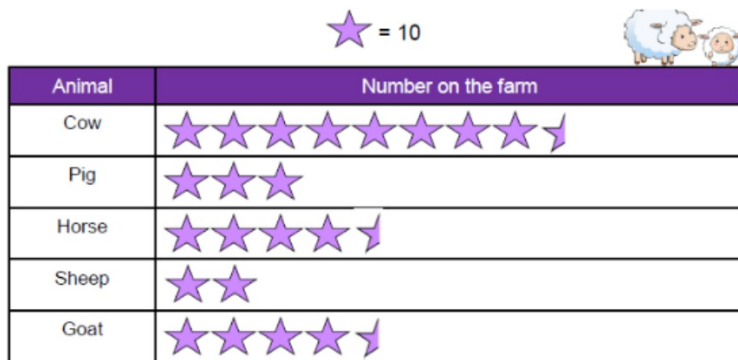 = 10
Animal Number on the farm
Cow
Pig
Horse
Sheep
Goat